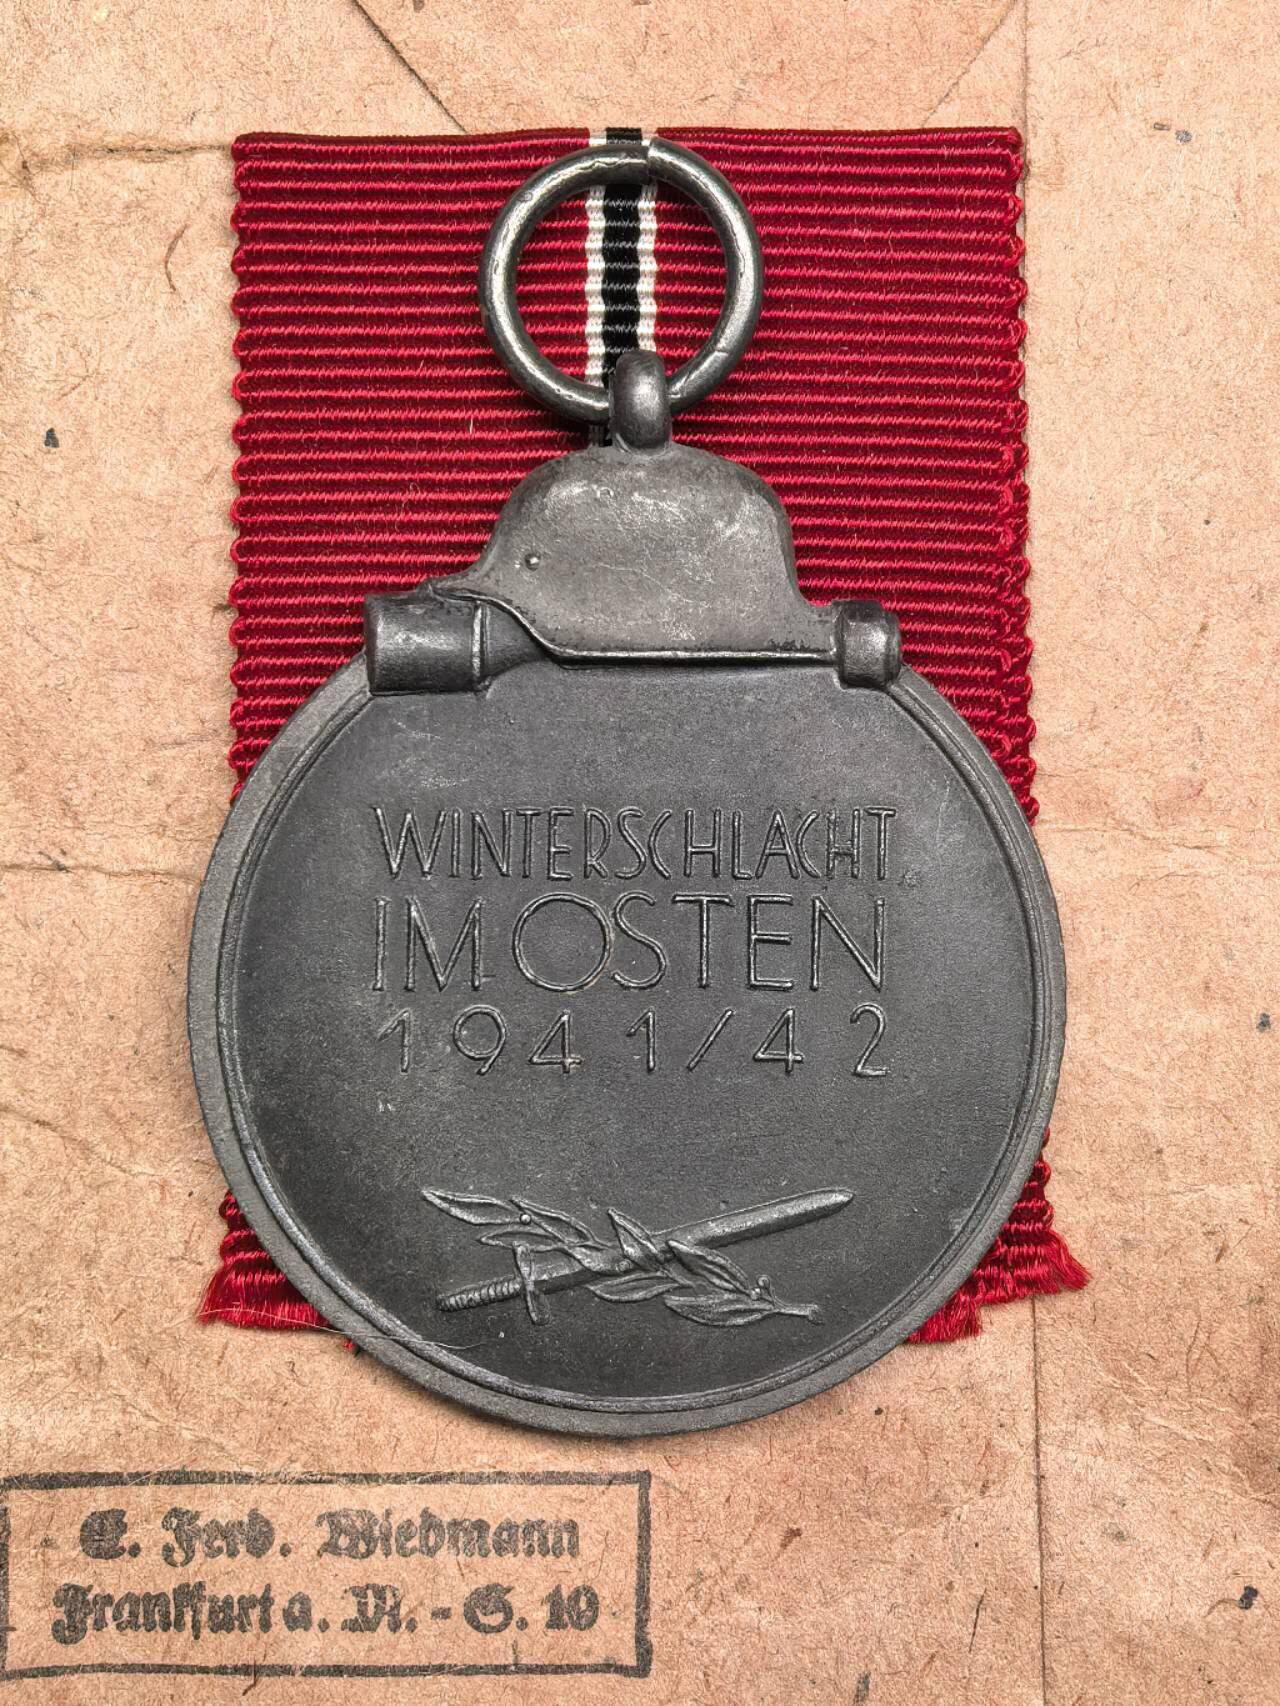 WINTERSCHLACHT
IM OSTEN
1941/42
E. Ferd. Wiedmann
Frankfurt a. M. - S. 10